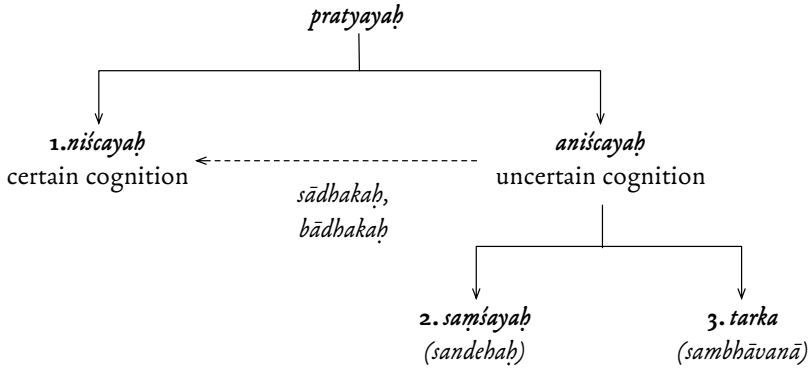 pratyayaḥ
1.niścayaḥ
certain cognition
aniścayaḥ
uncertain cognition
sādhakaḥ,
bādhakaḥ
2. saṃśayaḥ
(sandehaḥ)
3. tarka
(sambhāvanā)